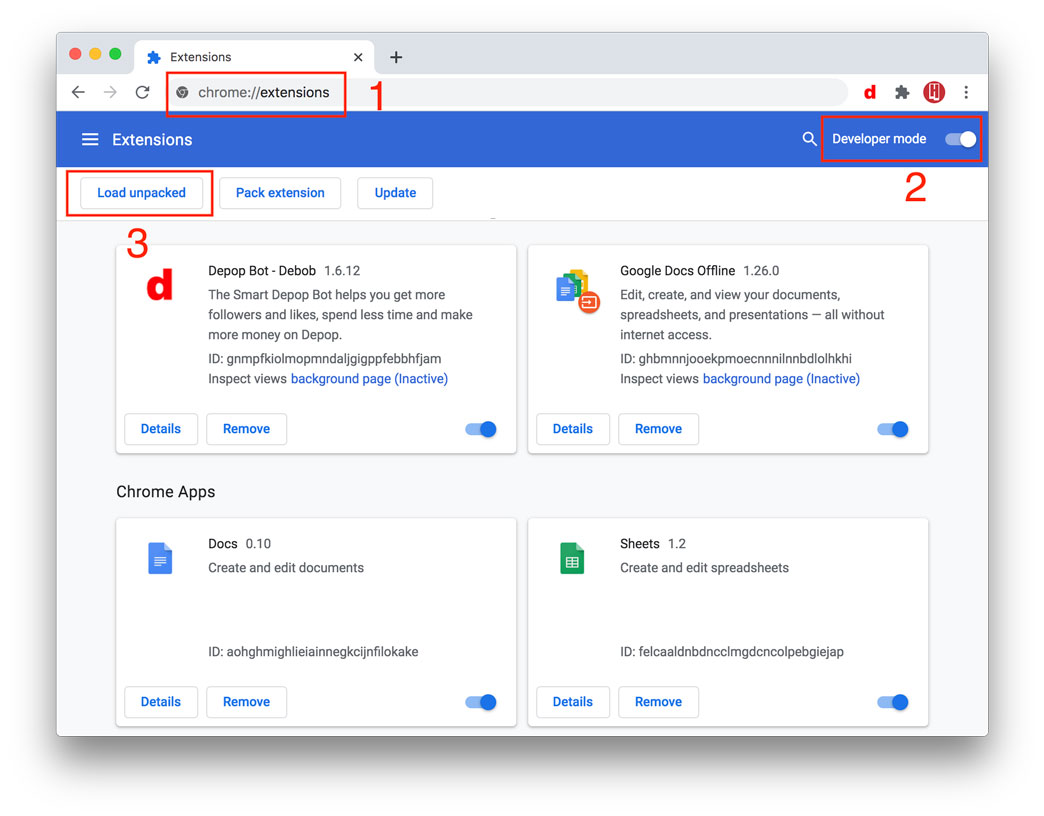 Extensions
chrome://extensions
1
d
Extensions
Developer mode
2
Load unpacked
Pack extension
Update
3
d
Depop Bot - Debob 1.6.12
The Smart Depop Bot helps you get more
followers and likes, spend less time and make
more money on Depop.
ID: gnmpfkiolmopmndaljgigppfebbhfjam
Inspect views background page (Inactive)
Details
Remove
Google Docs Offline 1.26.0
Edit, create, and view your documents,
spreadsheets, and presentations — all without
internet access.
ID: ghbmnnjooekpmoecnnnilnnbdlolhkhi
Inspect views background page (Inactive)
Details
Remove
Chrome Apps
Docs 0.10
Create and edit documents
ID: aohghmighlieiainnegkcijnfilokake
Details
Remove
Sheets 1.2
Create and edit spreadsheets
ID: felcaaldnbdncclmgdcncolpebgiejap
Details
Remove